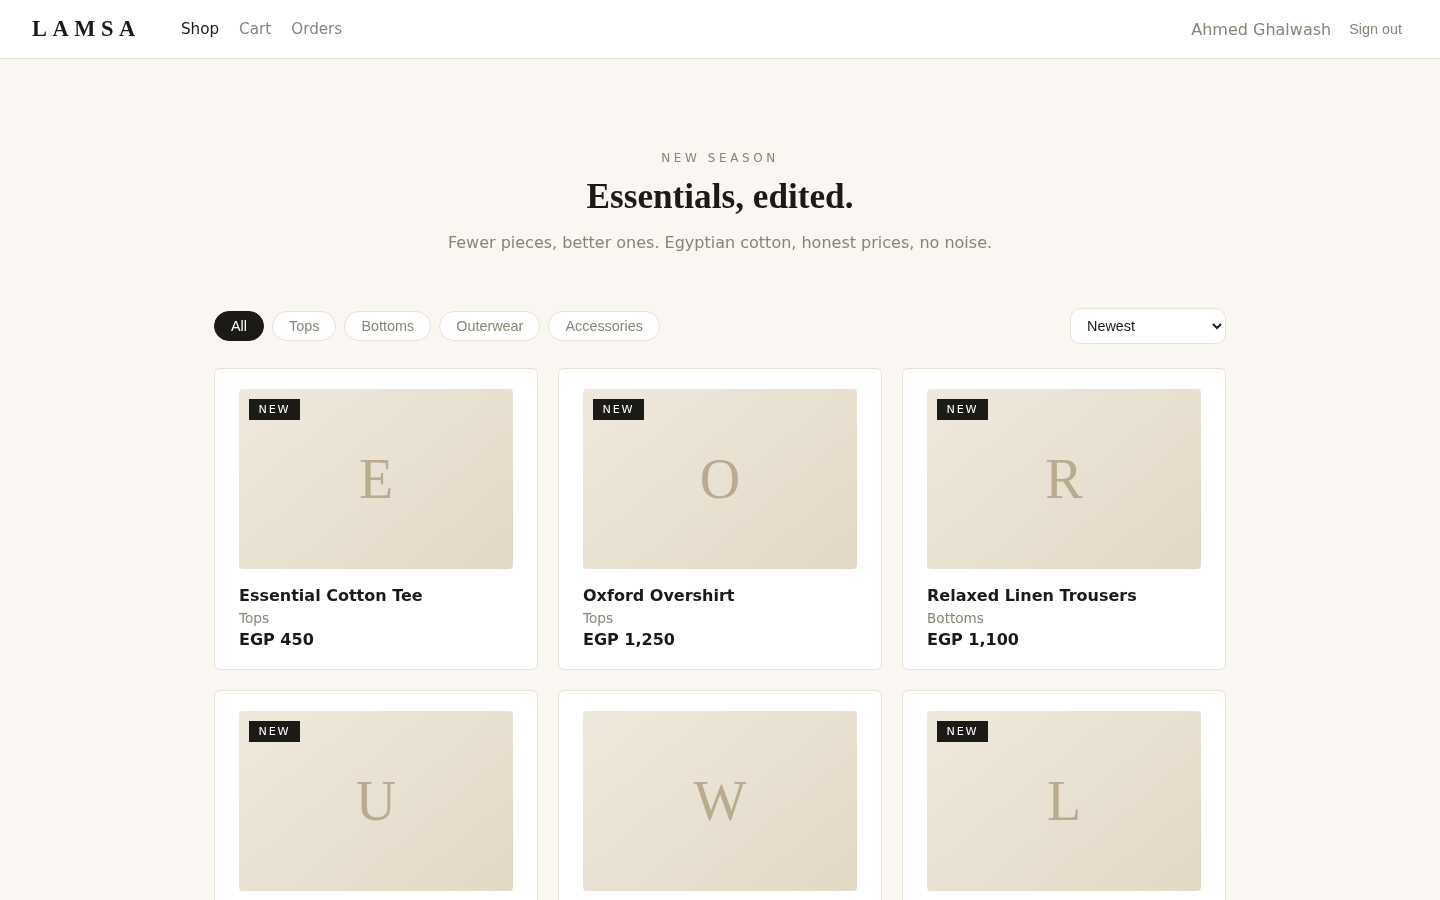 LAMSA Shop Cart Orders Ahmed Ghalwash Sign out
NEW SEASON
Essentials, edited.
Fewer pieces, better ones. Egyptian cotton, honest prices, no noise.
All Tops Bottoms Outerwear Accessories Newest
NEW NEW NEW
E O R
Essential Cotton Tee Oxford Overshirt Relaxed Linen Trousers
Tops Tops Bottoms
EGP 450 EGP 1,250 EGP 1,100
NEW NEW
U W L